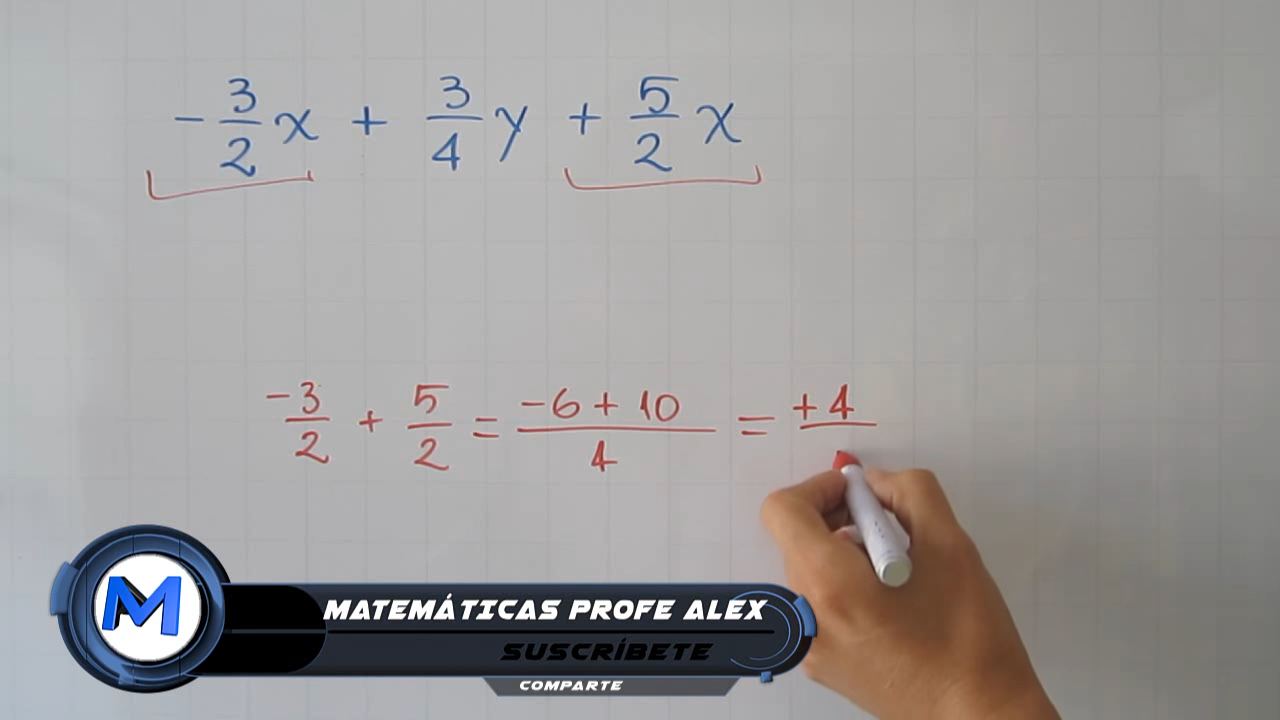 -3/2 x + 3/4 y + 5/2 x
-3/2 + 5/2 = -6+10/4 = +4/
M
MATEMÁTICAS PROFE ALEX
SUSCRÍBETE
COMPARTE